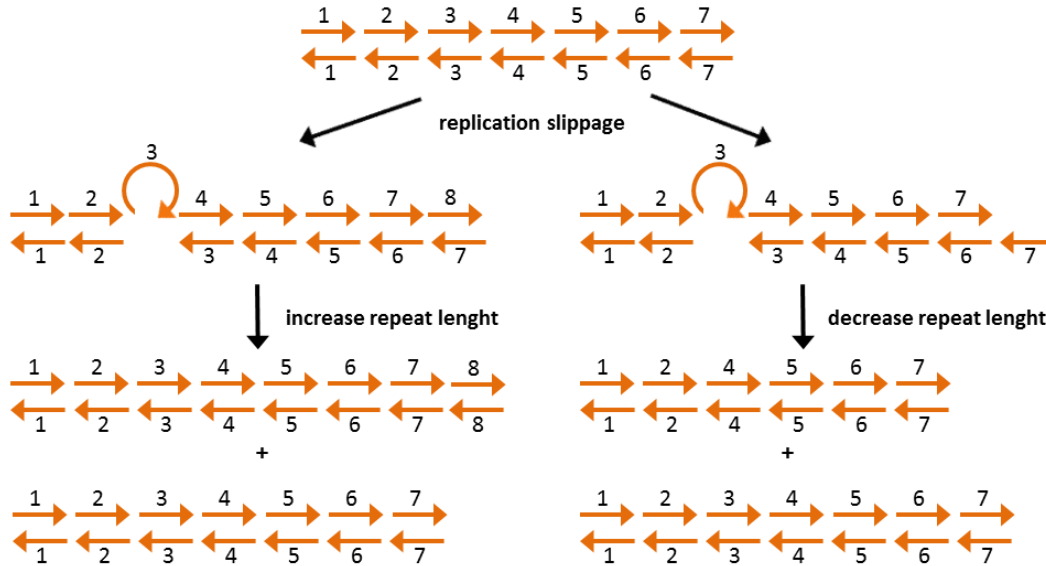 1 2 3 4 5 6 7
1 2 3 4 5 6 7
replication slippage
3
1 2 4 5 6 7 8
1 2 3 4 5 6 7
3
1 2 4 5 6 7
1 2 3 4 5 6 7
increase repeat lenght
decrease repeat lenght
1 2 3 4 5 6 7 8
1 2 3 4 5 6 7 8
+
1 2 3 4 5 6 7
1 2 3 4 5 6 7
1 2 4 5 6 7
1 2 4 5 6 7
+
1 2 3 4 5 6 7
1 2 3 4 5 6 7